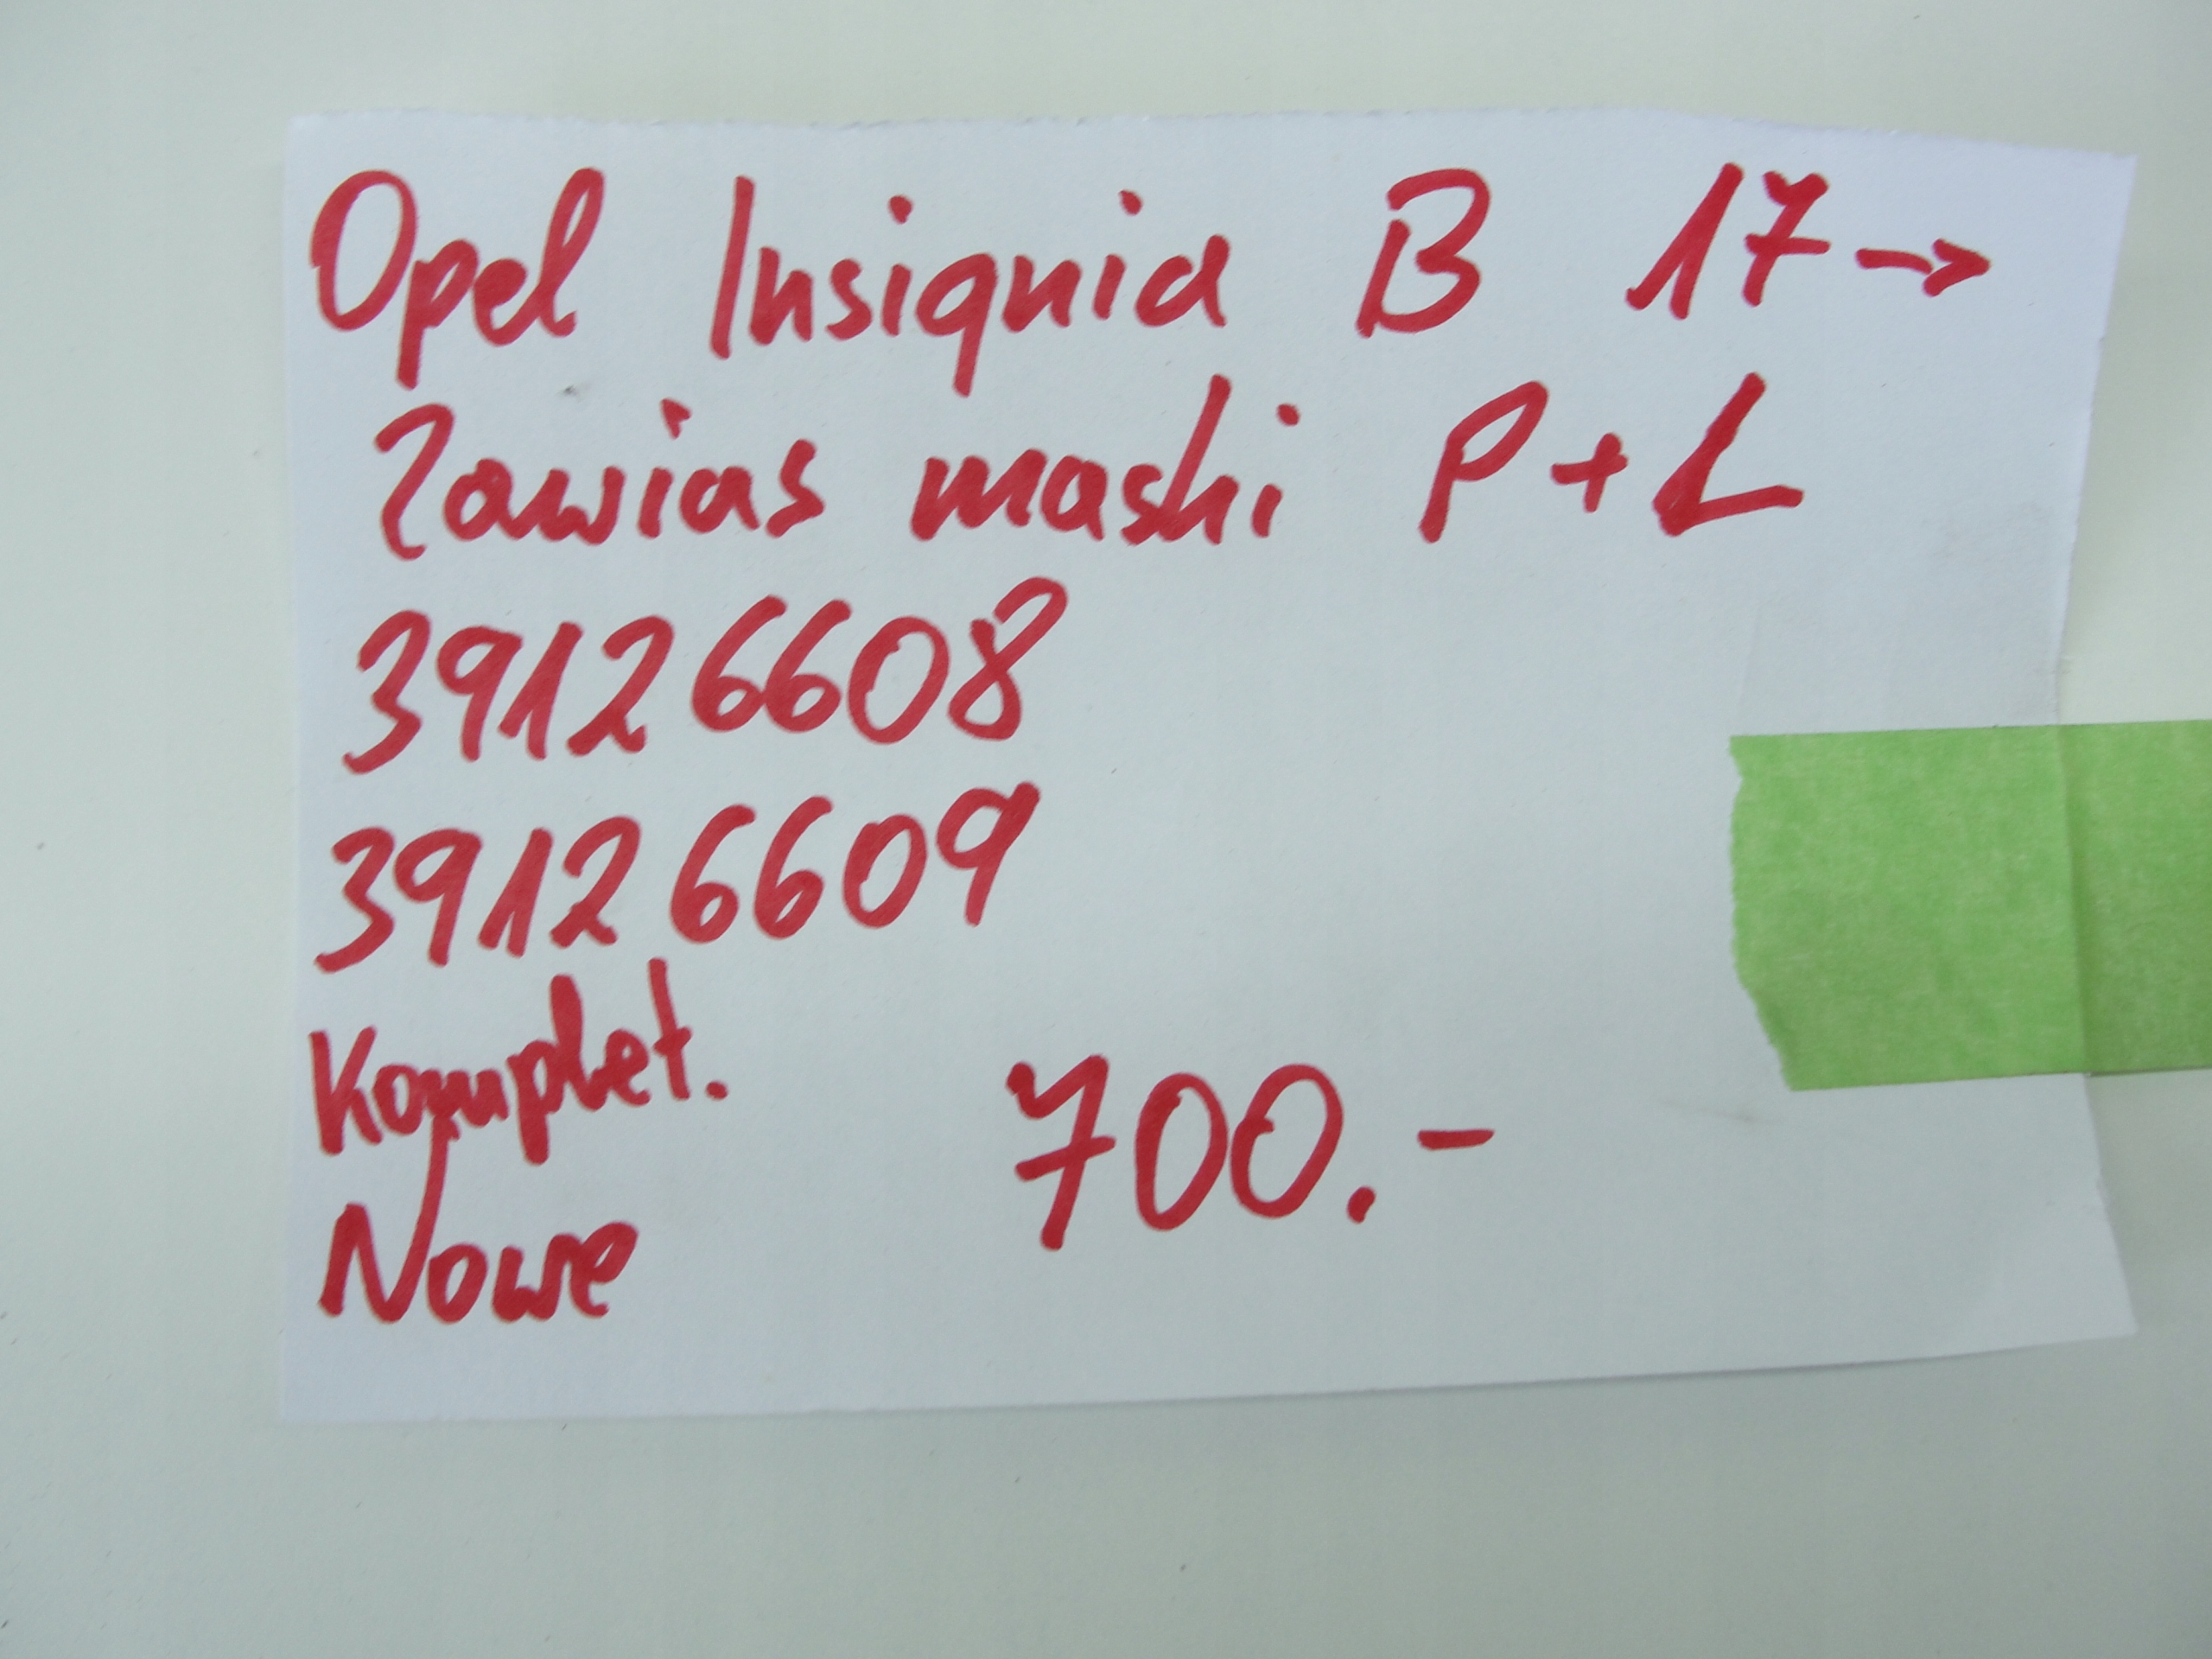 Opel Insignia B 17->
Zawias maski P+L
39126608
39126609
Komplet.
700.-
Nowe